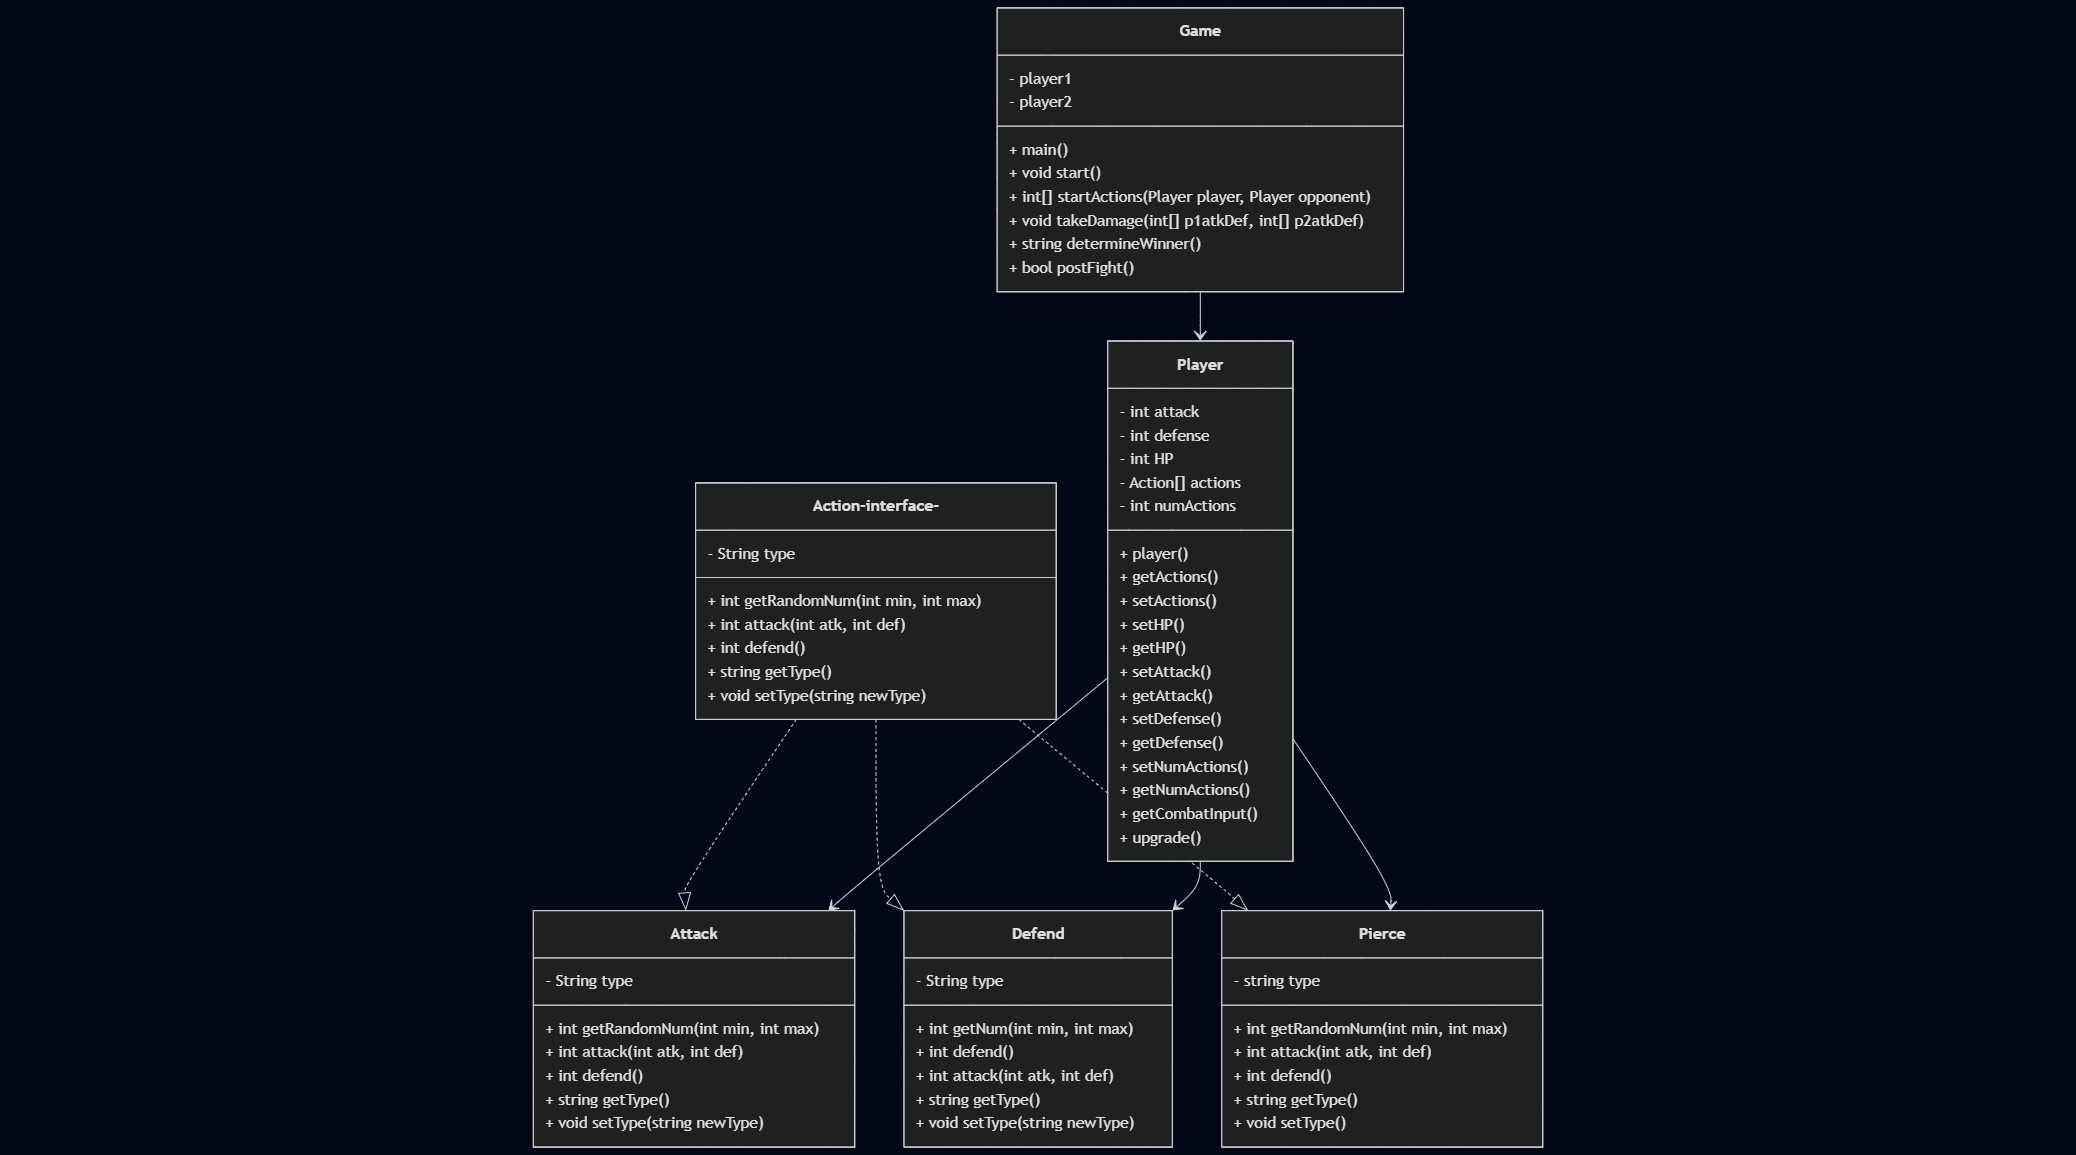 Game
- player1
- player2
+ main()
+ void start()
+ int[] startActions(Player player, Player opponent)
+ void takeDamage(int[] p1atkDef, int[] p2atkDef)
+ string determineWinner()
+ bool postFight()
Player
- int attack
- int defense
- int HP
- Action[] actions
- int numActions
+ player()
+ getActions()
+ setActions()
+ setHP()
+ getHP()
+ setAttack()
+ getAttack()
+ setDefense()
+ getDefense()
+ setNumActions()
+ getNumActions()
+ getCombatInput()
+ upgrade()
Action-interface-
- String type
+ int getRandomNum(int min, int max)
+ int attack(int atk, int def)
+ int defend()
+ string getType()
+ void setType(string newType)
Attack
- String type
+ int getRandomNum(int min, int max)
+ int attack(int atk, int def)
+ int defend()
+ string getType()
+ void setType(string newType)
Defend
- String type
+ int getNum(int min, int max)
+ int defend()
+ int attack(int atk, int def)
+ string getType()
+ void setType(string newType)
Pierce
- string type
+ int getRandomNum(int min, int max)
+ int attack(int atk, int def)
+ int defend()
+ string getType()
+ void setType()